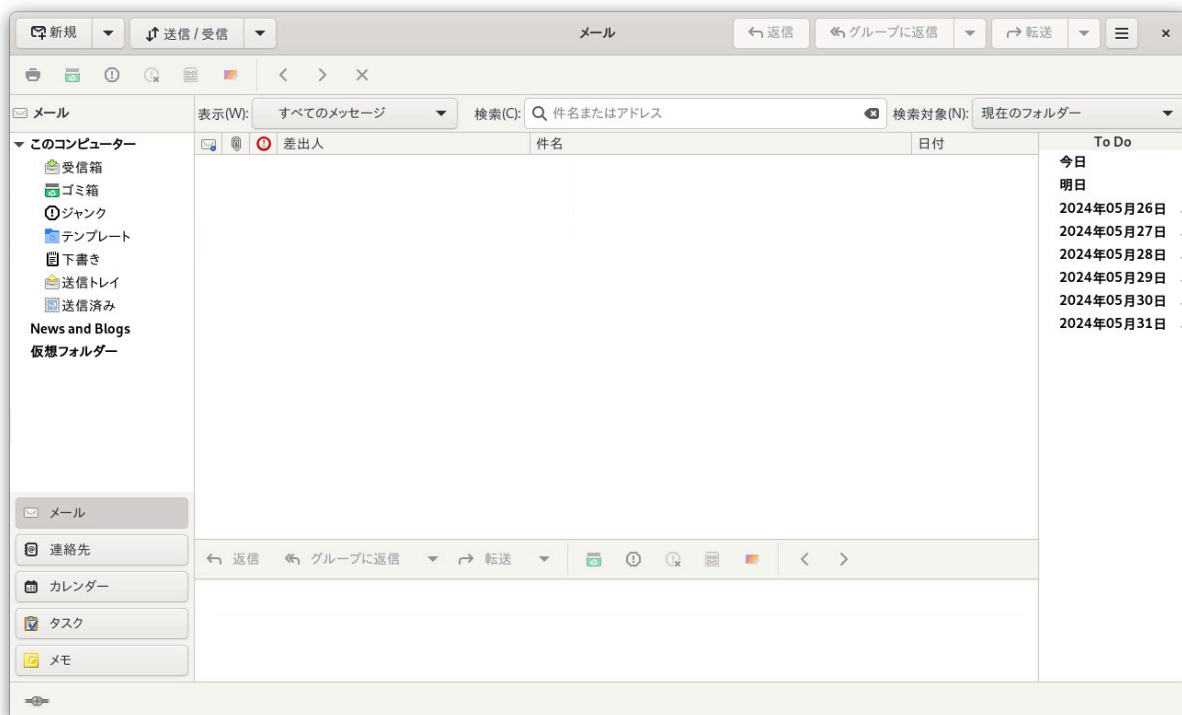 新規 送信 / 受信 メール 返信 グループに返信 転送
メール
表示(W): すべてのメッセージ 検索(C): 件名またはアドレス 検索対象(N): 現在のフォルダー
差出人 件名 日付
このコンピューター
受信箱
ゴミ箱
ジャンク
テンプレート
下書き
送信トレイ
送信済み
News and Blogs
仮想フォルダー
To Do
今日
明日
2024年05月26日
2024年05月27日
2024年05月28日
2024年05月29日
2024年05月30日
2024年05月31日
メール
連絡先
カレンダー
タスク
メモ
返信 グループに返信 転送